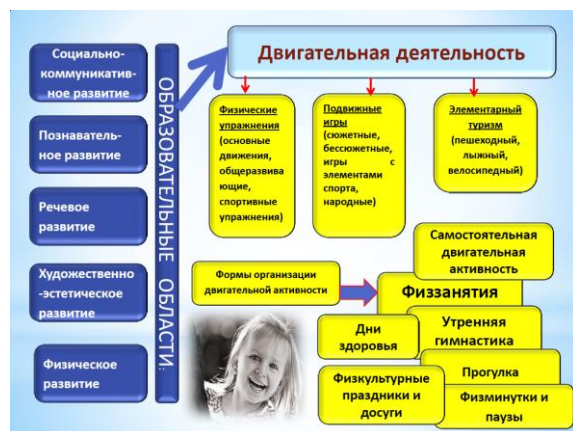 Социально-
коммуникатив-
ное развитие
Познаватель-
ное развитие
Речевое
развитие
Художественно
-эстетическое
развитие
Физическое
развитие
ОБРАЗОВАТЕЛЬНЫЕ ОБЛАСТИ:
Двигательная деятельность
Физические
упражнения
(основные
движения,
общеразвива
ющие,
спортивные
упражнения)
Подвижные
игры
(сюжетные,
бессюжетные,
игры с
элементами
спорта,
народные)
Элементарный
туризм
(пешеходный,
лыжный,
велосипедный)
Формы организации
двигательной активности
Самостоятельная
двигательная
активность
Физзанятия
Дни
здоровья
Утренняя
гимнастика
Прогулка
Физкультурные
праздники и
досуги
Физминутки и
паузы